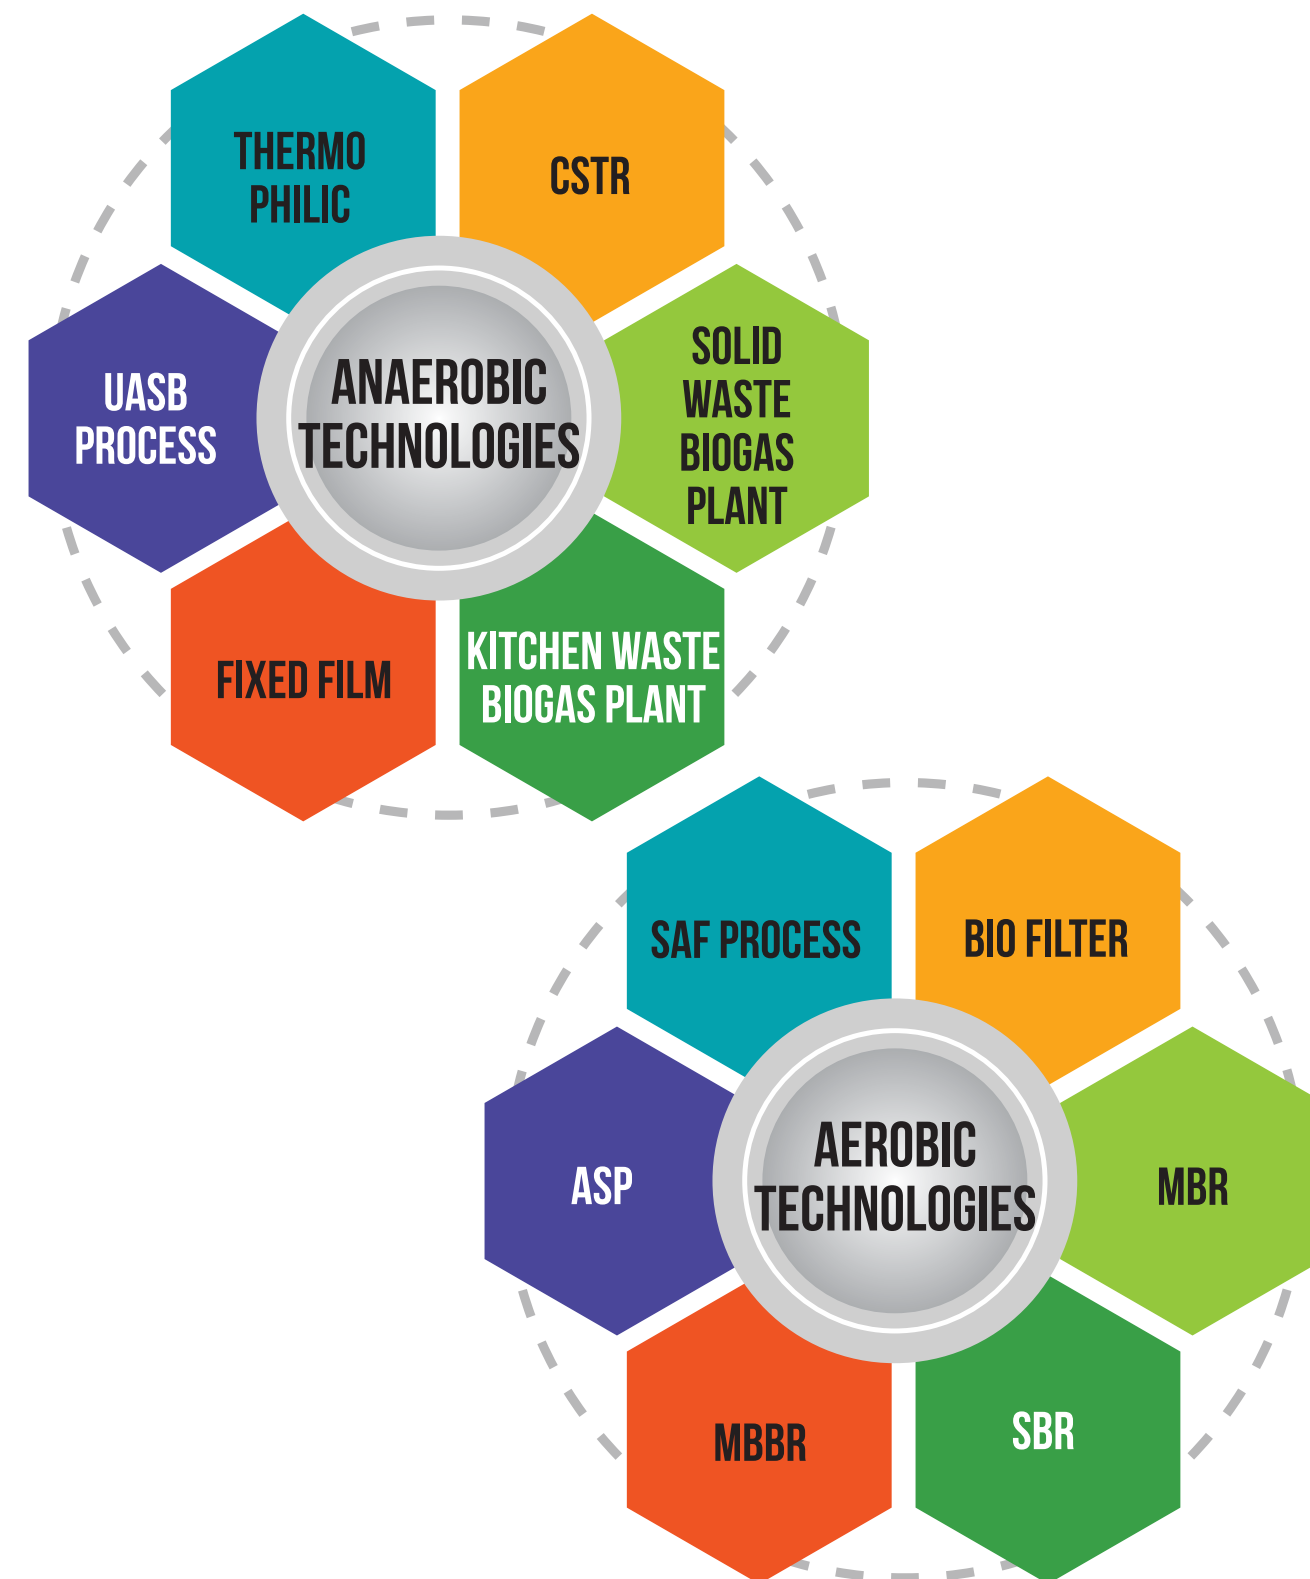 THERMO
PHILIC
CSTR
UASB
PROCESS
ANAEROBIC
TECHNOLOGIES
SOLID
WASTE
BIOGAS
PLANT
FIXED FILM
KITCHEN WASTE
BIOGAS PLANT
SAF PROCESS
BIO FILTER
ASP
AEROBIC
TECHNOLOGIES
MBR
MBBR
SBR